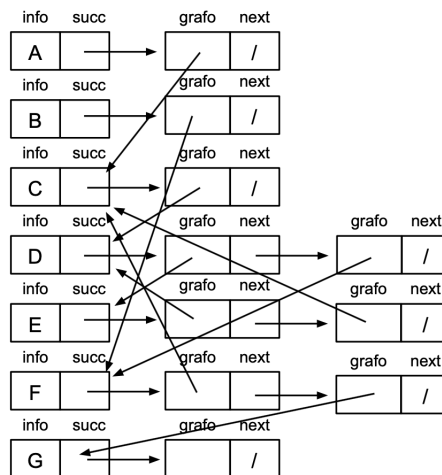 info succ grafo next
A /
info succ grafo next
B /
info succ grafo next
C /
info succ grafo next grafo next
D /
info succ grafo next grafo next
E /
info succ grafo next grafo next
F /
info succ grafo next
G /